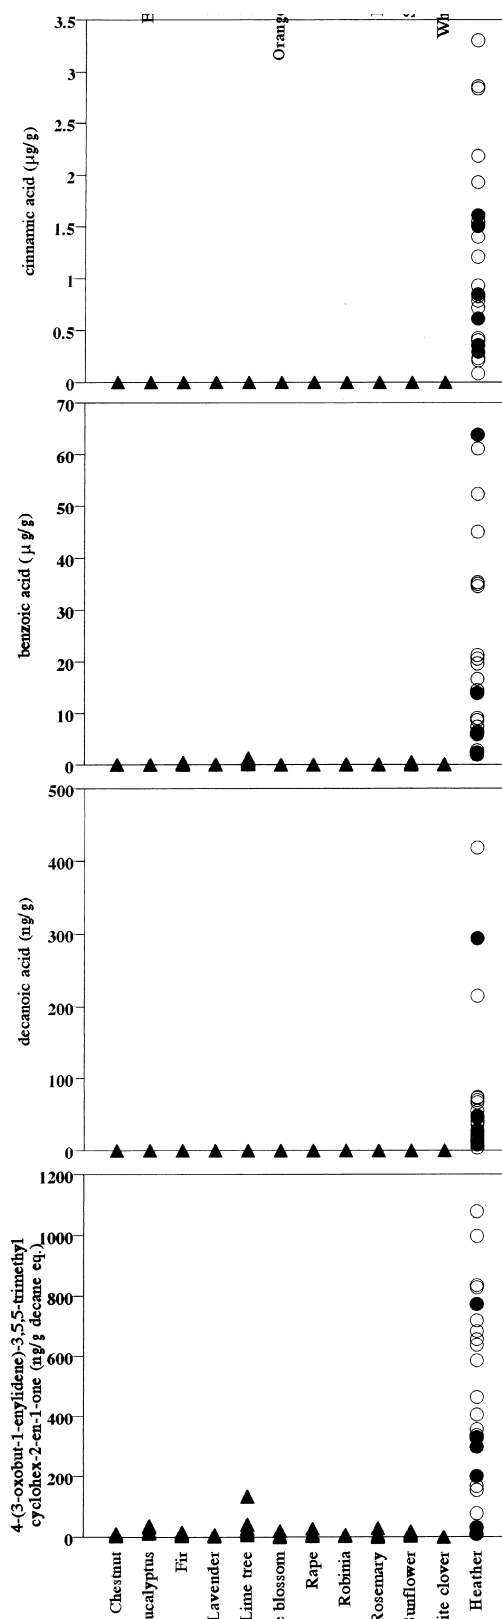 Orang
Wh
3.5
3
2.5
2
1.5
1
0.5
0
cinnamic acid (µg/g)
70
60
50
40
30
20
10
0
benzoic acid (µg/g)
500
400
300
200
100
0
decanoic acid (ng/g)
1200
1000
800
600
400
200
0
4-(3-oxobut-1-enylidene)-3,5,5-trimethyl
cyclohex-2-en-1-one (ng/g decane eq.)
Chestnut
ucalyptus
Fir
Lavender
Lime tree
e blossom
Rape
Robinia
Rosemary
unflower
ite clover
Heather